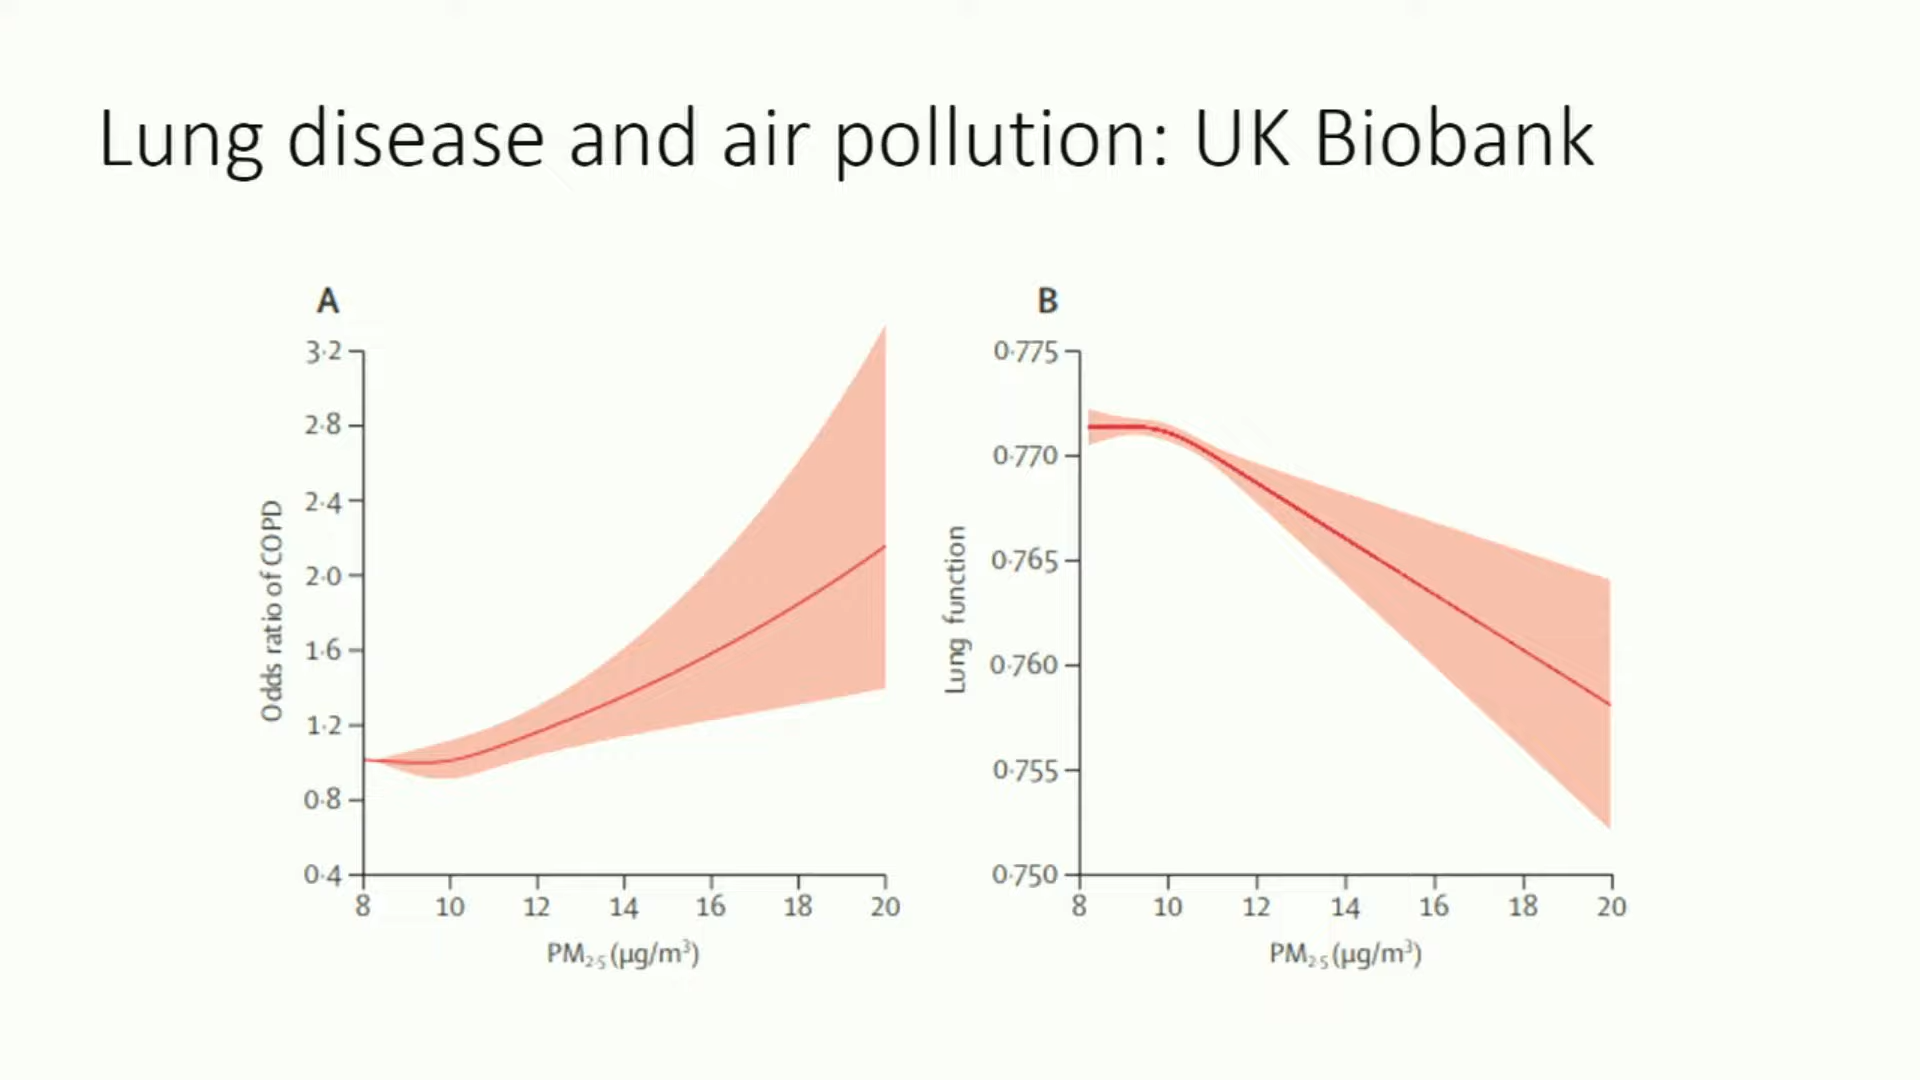 Lung disease and air pollution: UK Biobank
A
3·2
2·8
2·4
2·0
1·6
1·2
0·8
0·4
Odds ratio of COPD
8 10 12 14 16 18 20
PM₂·₅ (μg/m³)
B
0·775
0·770
0·765
0·760
0·755
0·750
Lung function
8 10 12 14 16 18 20
PM₂·₅ (μg/m³)